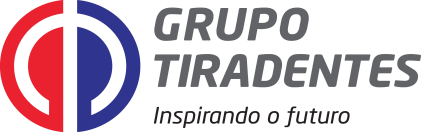 GRUPO
TIRADENTES
Inspirando o futuro